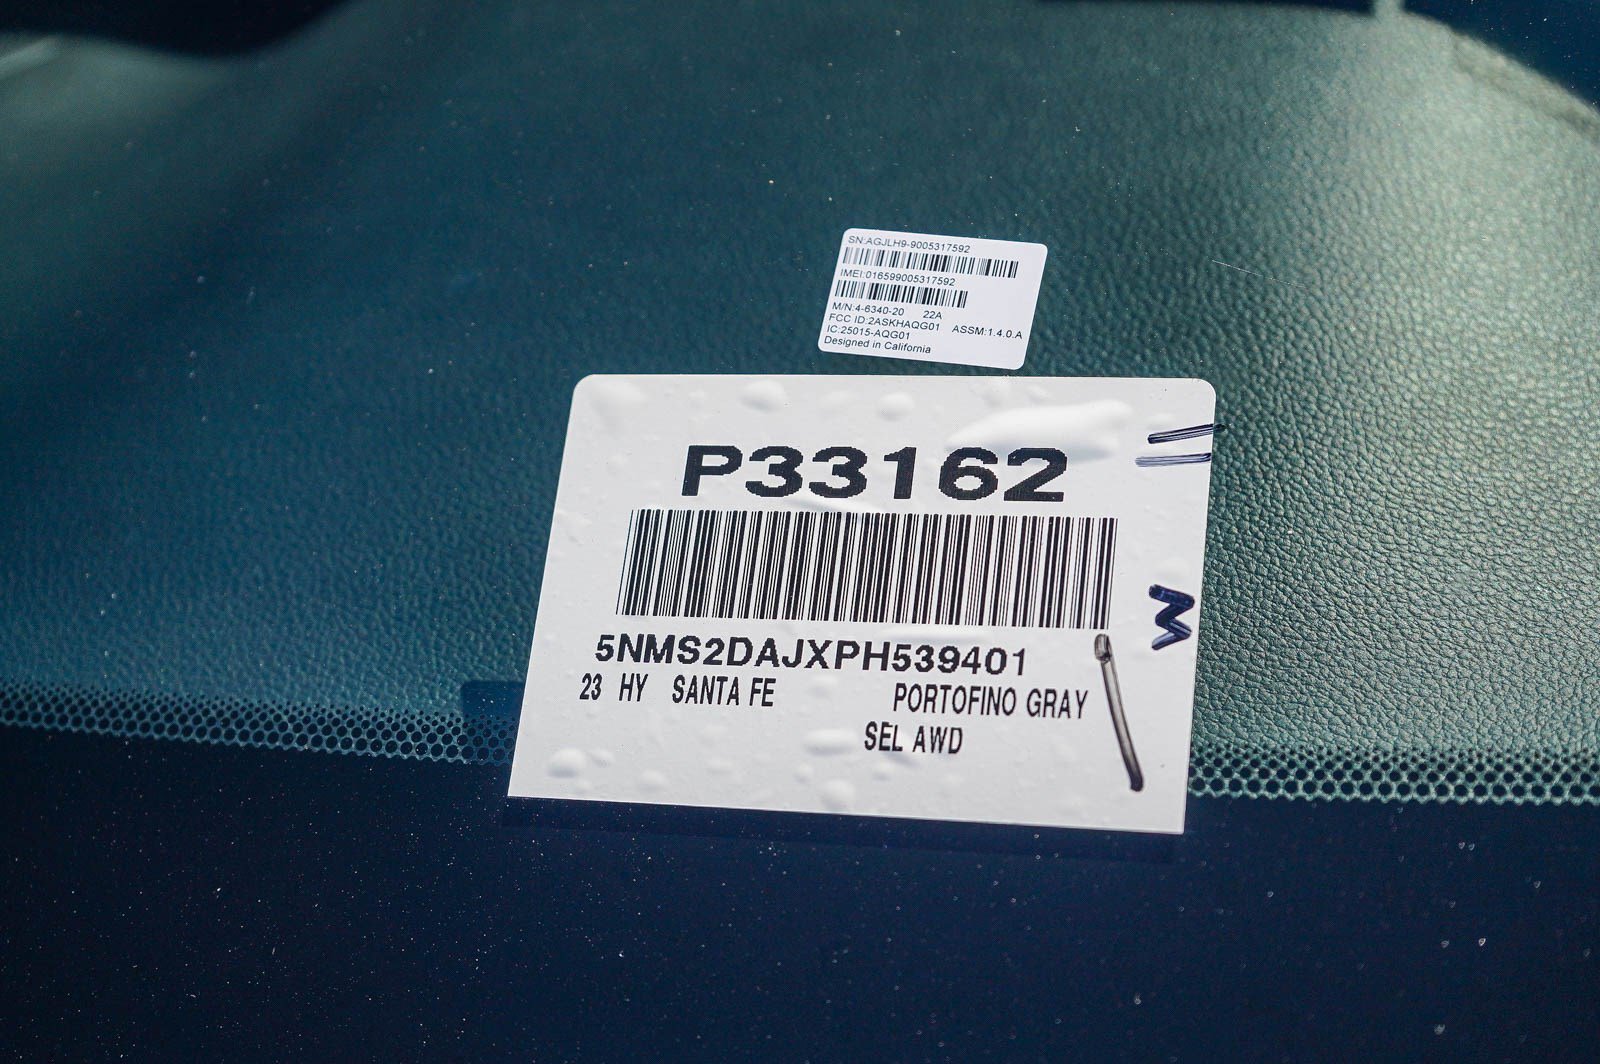 SN:AGJLH9-9005317592
IMEI:016599005317592
M/N:4-6340-20 22A
FCC ID:2ASKHAQG01 ASSM:1.4.0.A
IC:25015-AQG01
Designed in California
P33162
5NMS2DAJXPH539401
23 HY SANTA FE PORTOFINO GRAY
SEL AWD